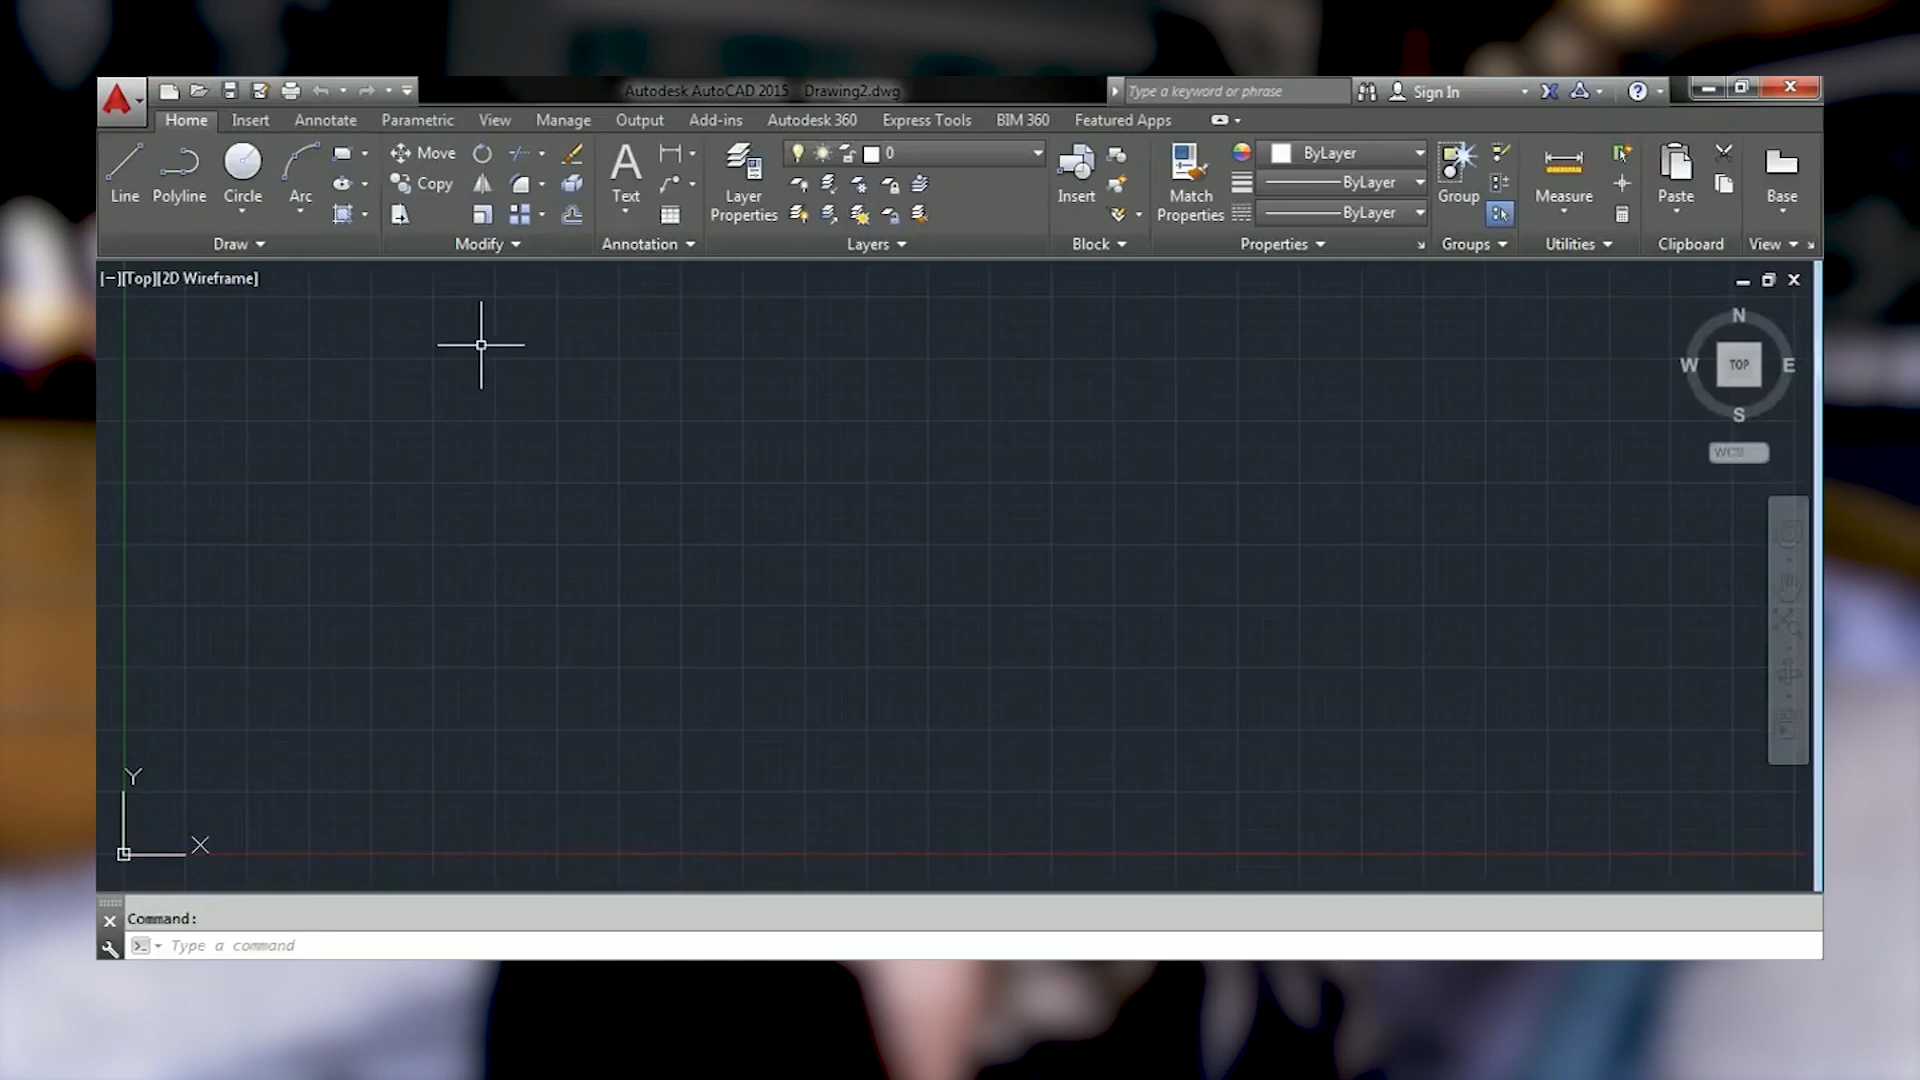 Autodesk AutoCAD 2015 Drawing2.dwg
Type a keyword or phrase
Sign In
Home Insert Annotate Parametric View Manage Output Add-ins Autodesk 360 Express Tools BIM 360 Featured Apps
Move
0
ByLayer
Copy
ByLayer
Line Polyline Circle Arc
Text
Layer Properties
Insert
Match Properties
Group
Measure
Paste
Base
ByLayer
Draw Modify Annotation Layers Block Properties Groups Utilities Clipboard View
[−][Top][2D Wireframe]
N
W TOP E
S
WCS
Y
X
Command:
Type a command